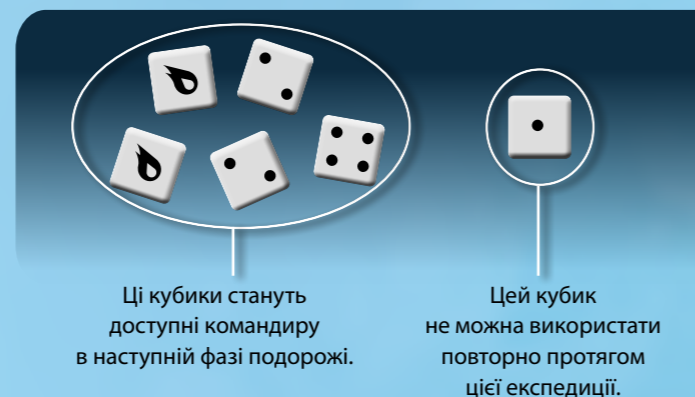 Ці кубики стануть
доступні командиру
в наступній фазі подорожі.
Цей кубик
не можна використати
повторно протягом
цієї експедиції.